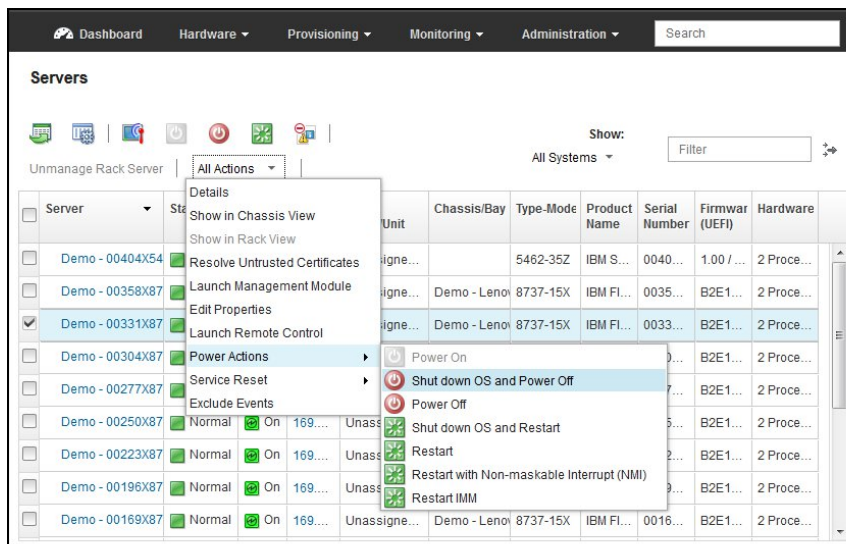 Dashboard Hardware Provisioning Monitoring Administration Search
Servers
Show:
All Systems
Filter
Unmanage Rack Server All Actions
Server Sta /Unit Chassis/Bay Type-Mode Product Name Serial Number Firmwar (UEFI) Hardware
Details
Show in Chassis View
Show in Rack View
Resolve Untrusted Certificates
Launch Management Module
Edit Properties
Launch Remote Control
Power Actions
Service Reset
Exclude Events
Power On
Shut down OS and Power Off
Power Off
Shut down OS and Restart
Restart
Restart with Non-maskable Interrupt (NMI)
Restart IMM
Demo - 00404X54 igne... 5462-35Z IBM S... 0040... 1.00 / ... 2 Proce...
Demo - 00358X87 igne... Demo - Lenov 8737-15X IBM Fl... 0035... B2E1... 2 Proce...
Demo - 00331X87 igne... Demo - Lenov 8737-15X IBM Fl... 0033... B2E1... 2 Proce...
Demo - 00304X87 B2E1... 2 Proce...
Demo - 00277X87 B2E1... 2 Proce...
Demo - 00250X87 Normal On 169.... Unass B2E1... 2 Proce...
Demo - 00223X87 Normal On 169.... Unass B2E1... 2 Proce...
Demo - 00196X87 Normal On 169.... Unass B2E1... 2 Proce...
Demo - 00169X87 Normal On 169.... Unassigne... Demo - Lenov 8737-15X IBM Fl... 0016... B2E1... 2 Proce...